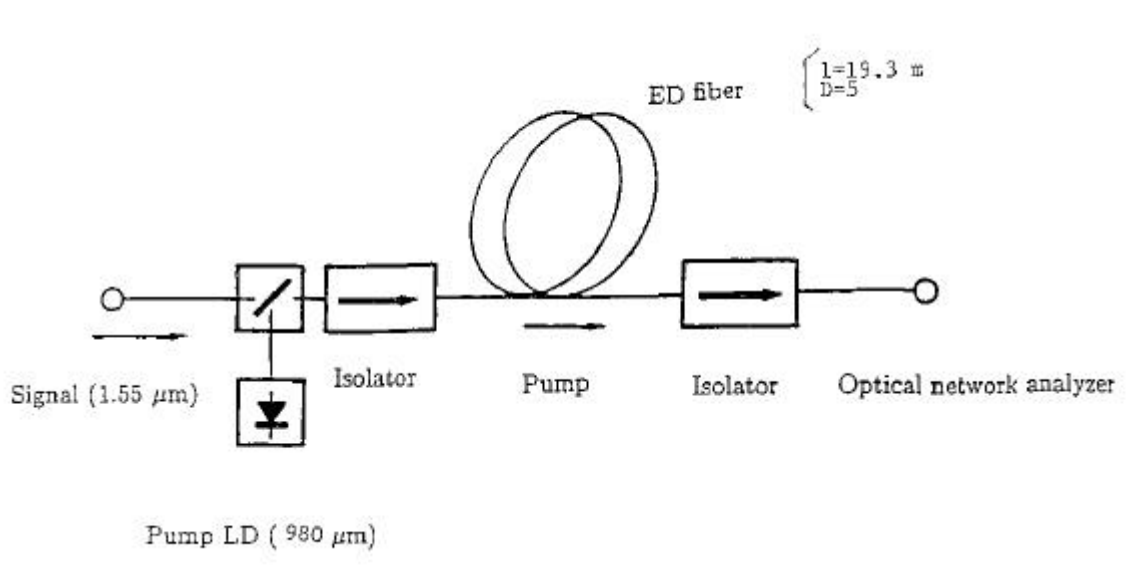 ED fiber
l=19.3 m
D=5
Signal (1.55 μm)
Isolator
Pump
Isolator
Optical network analyzer
Pump LD ( 980 μm)